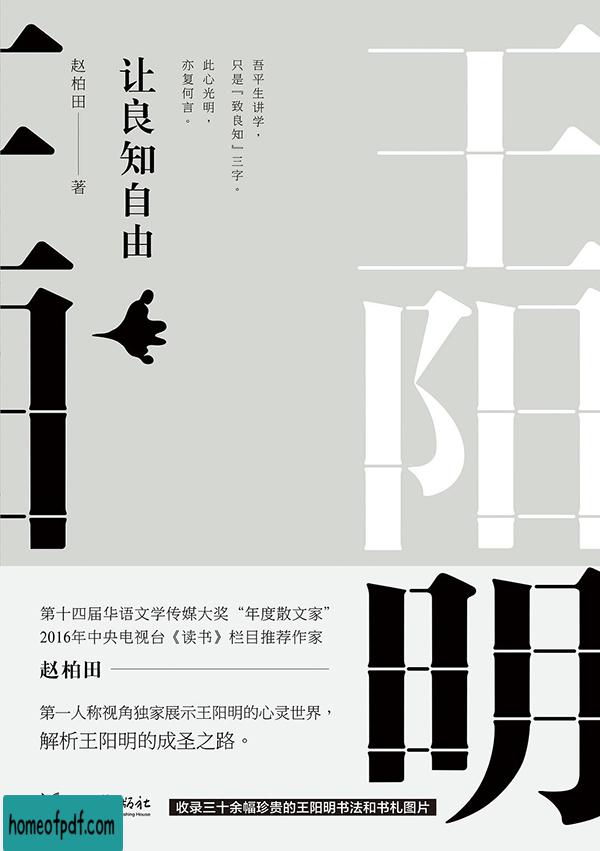 王阳明
让良知自由
赵柏田——著
吾平生讲学,
只是『致良知』三字。
此心光明,
亦复何言。
第十四届华语文学传媒大奖“年度散文家”
2016年中央电视台《读书》栏目推荐作家
赵柏田
第一人称视角独家展示王阳明的心灵世界,
解析王阳明的成圣之路。
版社
shing House
收录三十余幅珍贵的王阳明书法和书札图片
homeofpdf.com